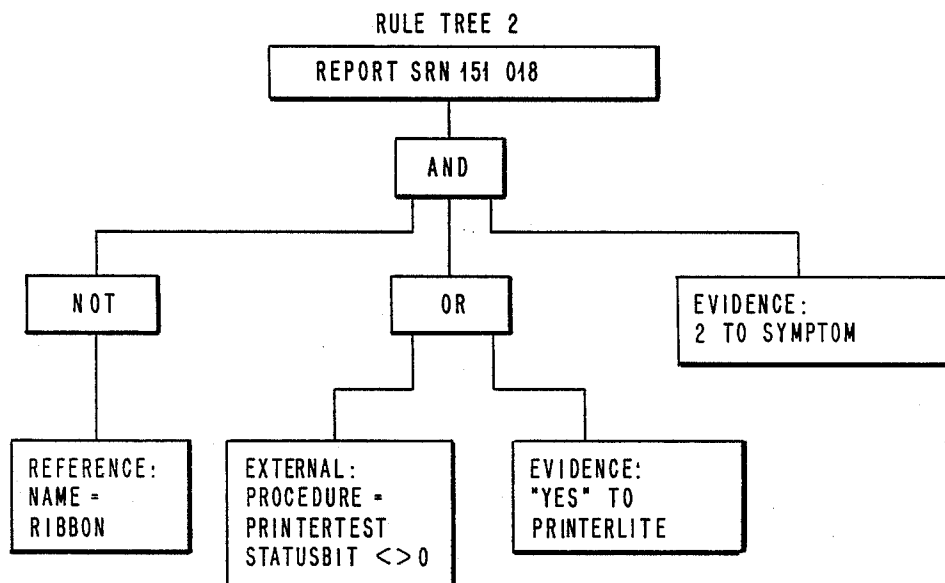 RULE TREE 2
REPORT SRN 151 018
AND
NOT
OR
EVIDENCE:
2 TO SYMPTOM
REFERENCE:
NAME =
RIBBON
EXTERNAL:
PROCEDURE =
PRINTERTEST
STATUSBIT <>0
EVIDENCE:
"YES" TO
PRINTERLITE